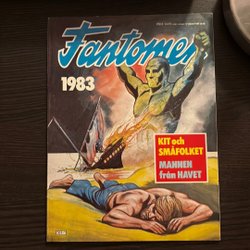 Fantomen
1983
KIT och
SMÅFOLKET
MANNEN
från HAVET